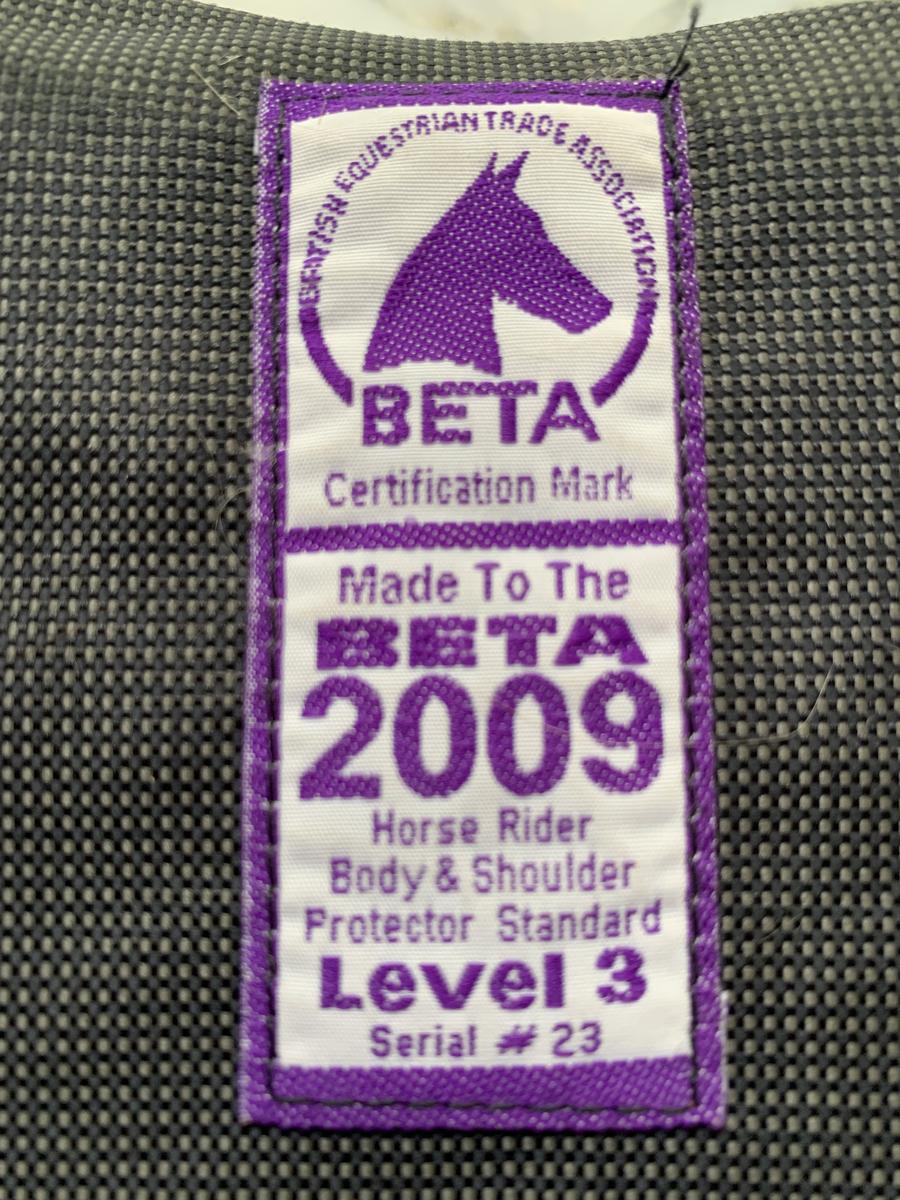 BRITISH EQUESTRIAN TRADE ASSOCIATION
BETA
Certification Mark
Made To The
BETA
2009
Horse Rider
Body & Shoulder
Protector Standard
Level 3
Serial # 23